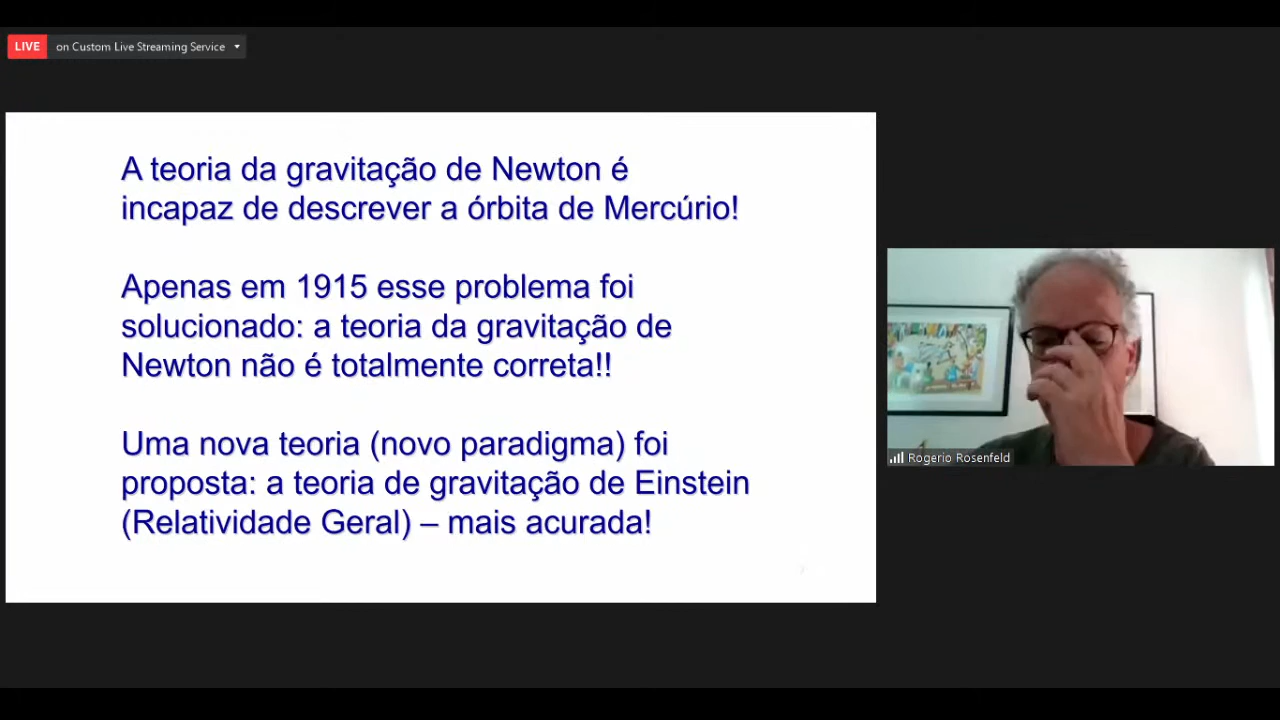 LIVE on Custom Live Streaming Service
A teoria da gravitação de Newton é
incapaz de descrever a órbita de Mercúrio!
Apenas em 1915 esse problema foi
solucionado: a teoria da gravitação de
Newton não é totalmente correta!!
Uma nova teoria (novo paradigma) foi
proposta: a teoria de gravitação de Einstein
(Relatividade Geral) – mais acurada!
Rogerio Rosenfeld